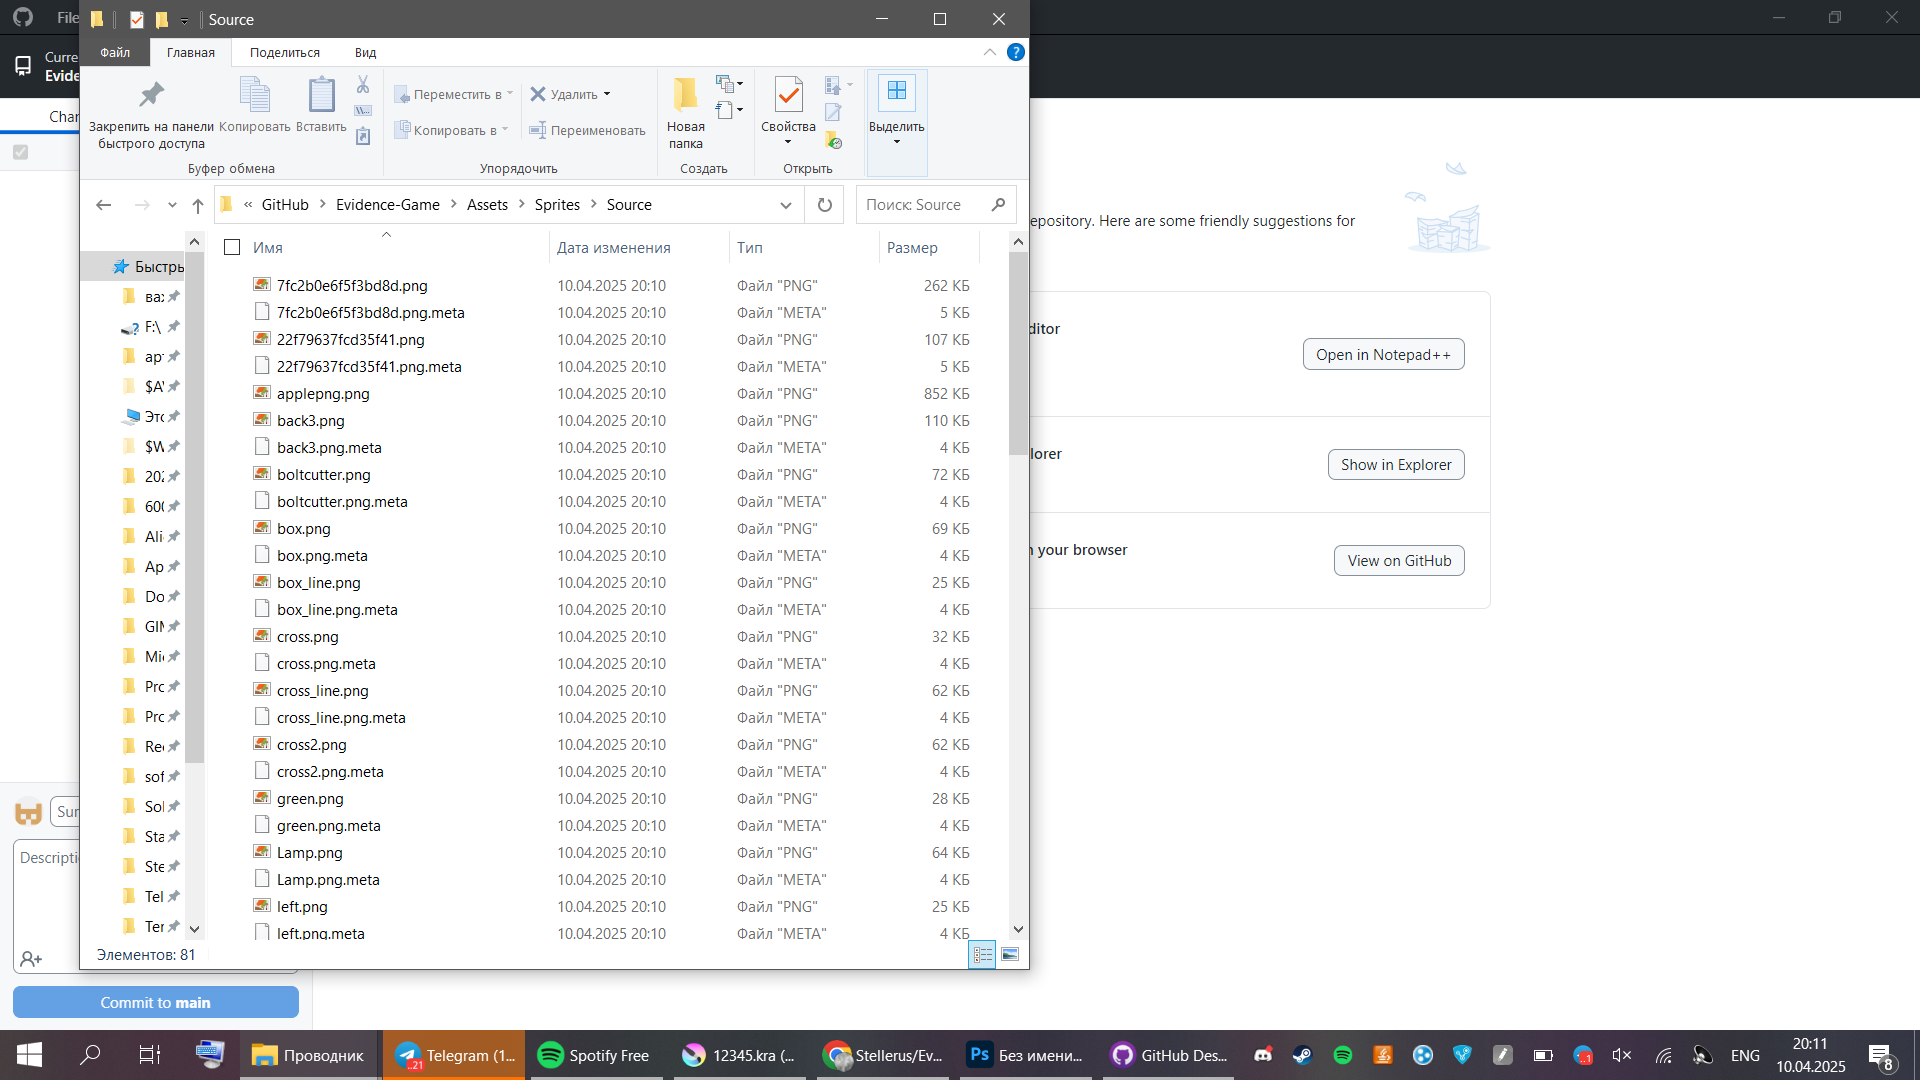 File
Source
Curre
Evide
Файл
Главная
Поделиться
Вид
Закрепить на панели
быстрого доступа
Копировать
Вставить
Переместить в
Копировать в
Удалить
Переименовать
Новая
папка
Свойства
Выделить
Буфер обмена
Упорядочить
Создать
Открыть
« GitHub > Evidence-Game > Assets > Sprites > Source
Поиск: Source
Имя Дата изменения Тип Размер
7fc2b0e6f5f3bd8d.png 10.04.2025 20:10 Файл "PNG" 262 КБ
7fc2b0e6f5f3bd8d.png.meta 10.04.2025 20:10 Файл "META" 5 КБ
22f79637fcd35f41.png 10.04.2025 20:10 Файл "PNG" 107 КБ
22f79637fcd35f41.png.meta 10.04.2025 20:10 Файл "META" 5 КБ
applepng.png 10.04.2025 20:10 Файл "PNG" 852 КБ
back3.png 10.04.2025 20:10 Файл "PNG" 110 КБ
back3.png.meta 10.04.2025 20:10 Файл "META" 4 КБ
boltcutter.png 10.04.2025 20:10 Файл "PNG" 72 КБ
boltcutter.png.meta 10.04.2025 20:10 Файл "META" 4 КБ
box.png 10.04.2025 20:10 Файл "PNG" 69 КБ
box.png.meta 10.04.2025 20:10 Файл "META" 4 КБ
box_line.png 10.04.2025 20:10 Файл "PNG" 25 КБ
box_line.png.meta 10.04.2025 20:10 Файл "META" 4 КБ
cross.png 10.04.2025 20:10 Файл "PNG" 32 КБ
cross.png.meta 10.04.2025 20:10 Файл "META" 4 КБ
cross_line.png 10.04.2025 20:10 Файл "PNG" 62 КБ
cross_line.png.meta 10.04.2025 20:10 Файл "META" 4 КБ
cross2.png 10.04.2025 20:10 Файл "PNG" 62 КБ
cross2.png.meta 10.04.2025 20:10 Файл "META" 4 КБ
green.png 10.04.2025 20:10 Файл "PNG" 28 КБ
green.png.meta 10.04.2025 20:10 Файл "META" 4 КБ
Lamp.png 10.04.2025 20:10 Файл "PNG" 64 КБ
Lamp.png.meta 10.04.2025 20:10 Файл "META" 4 КБ
left.png 10.04.2025 20:10 Файл "PNG" 25 КБ
left.png.meta 10.04.2025 20:10 Файл "META" 4 КБ
Быстры
ваx
F:\
арт
$A
Этс
$W
202
600
Ali
Ap
Do
GIM
Mic
Prc
Prc
Re
sof
Sol
Sta
Ste
Tel
Ter
Элементов: 81
Char
Sur
Descripti
Commit to main
epository. Here are some friendly suggestions for
ditor
Open in Notepad++
lorer
Show in Explorer
n your browser
View on GitHub
Проводник
Telegram (1...
..21
Spotify Free
12345.kra (...
Stellerus/Ev...
Ps
Без имени...
GitHub Des...
..1
ENG
20:11
10.04.2025
8